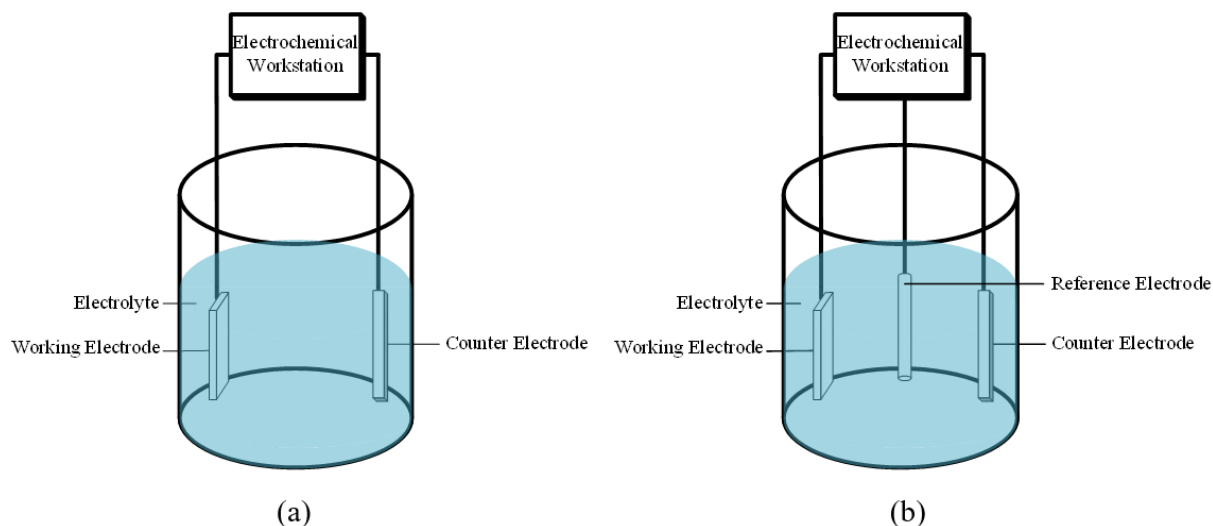 Electrochemical
Workstation
Electrolyte
Working Electrode
Counter Electrode
(a)
Electrochemical
Workstation
Reference Electrode
Electrolyte
Working Electrode
Counter Electrode
(b)